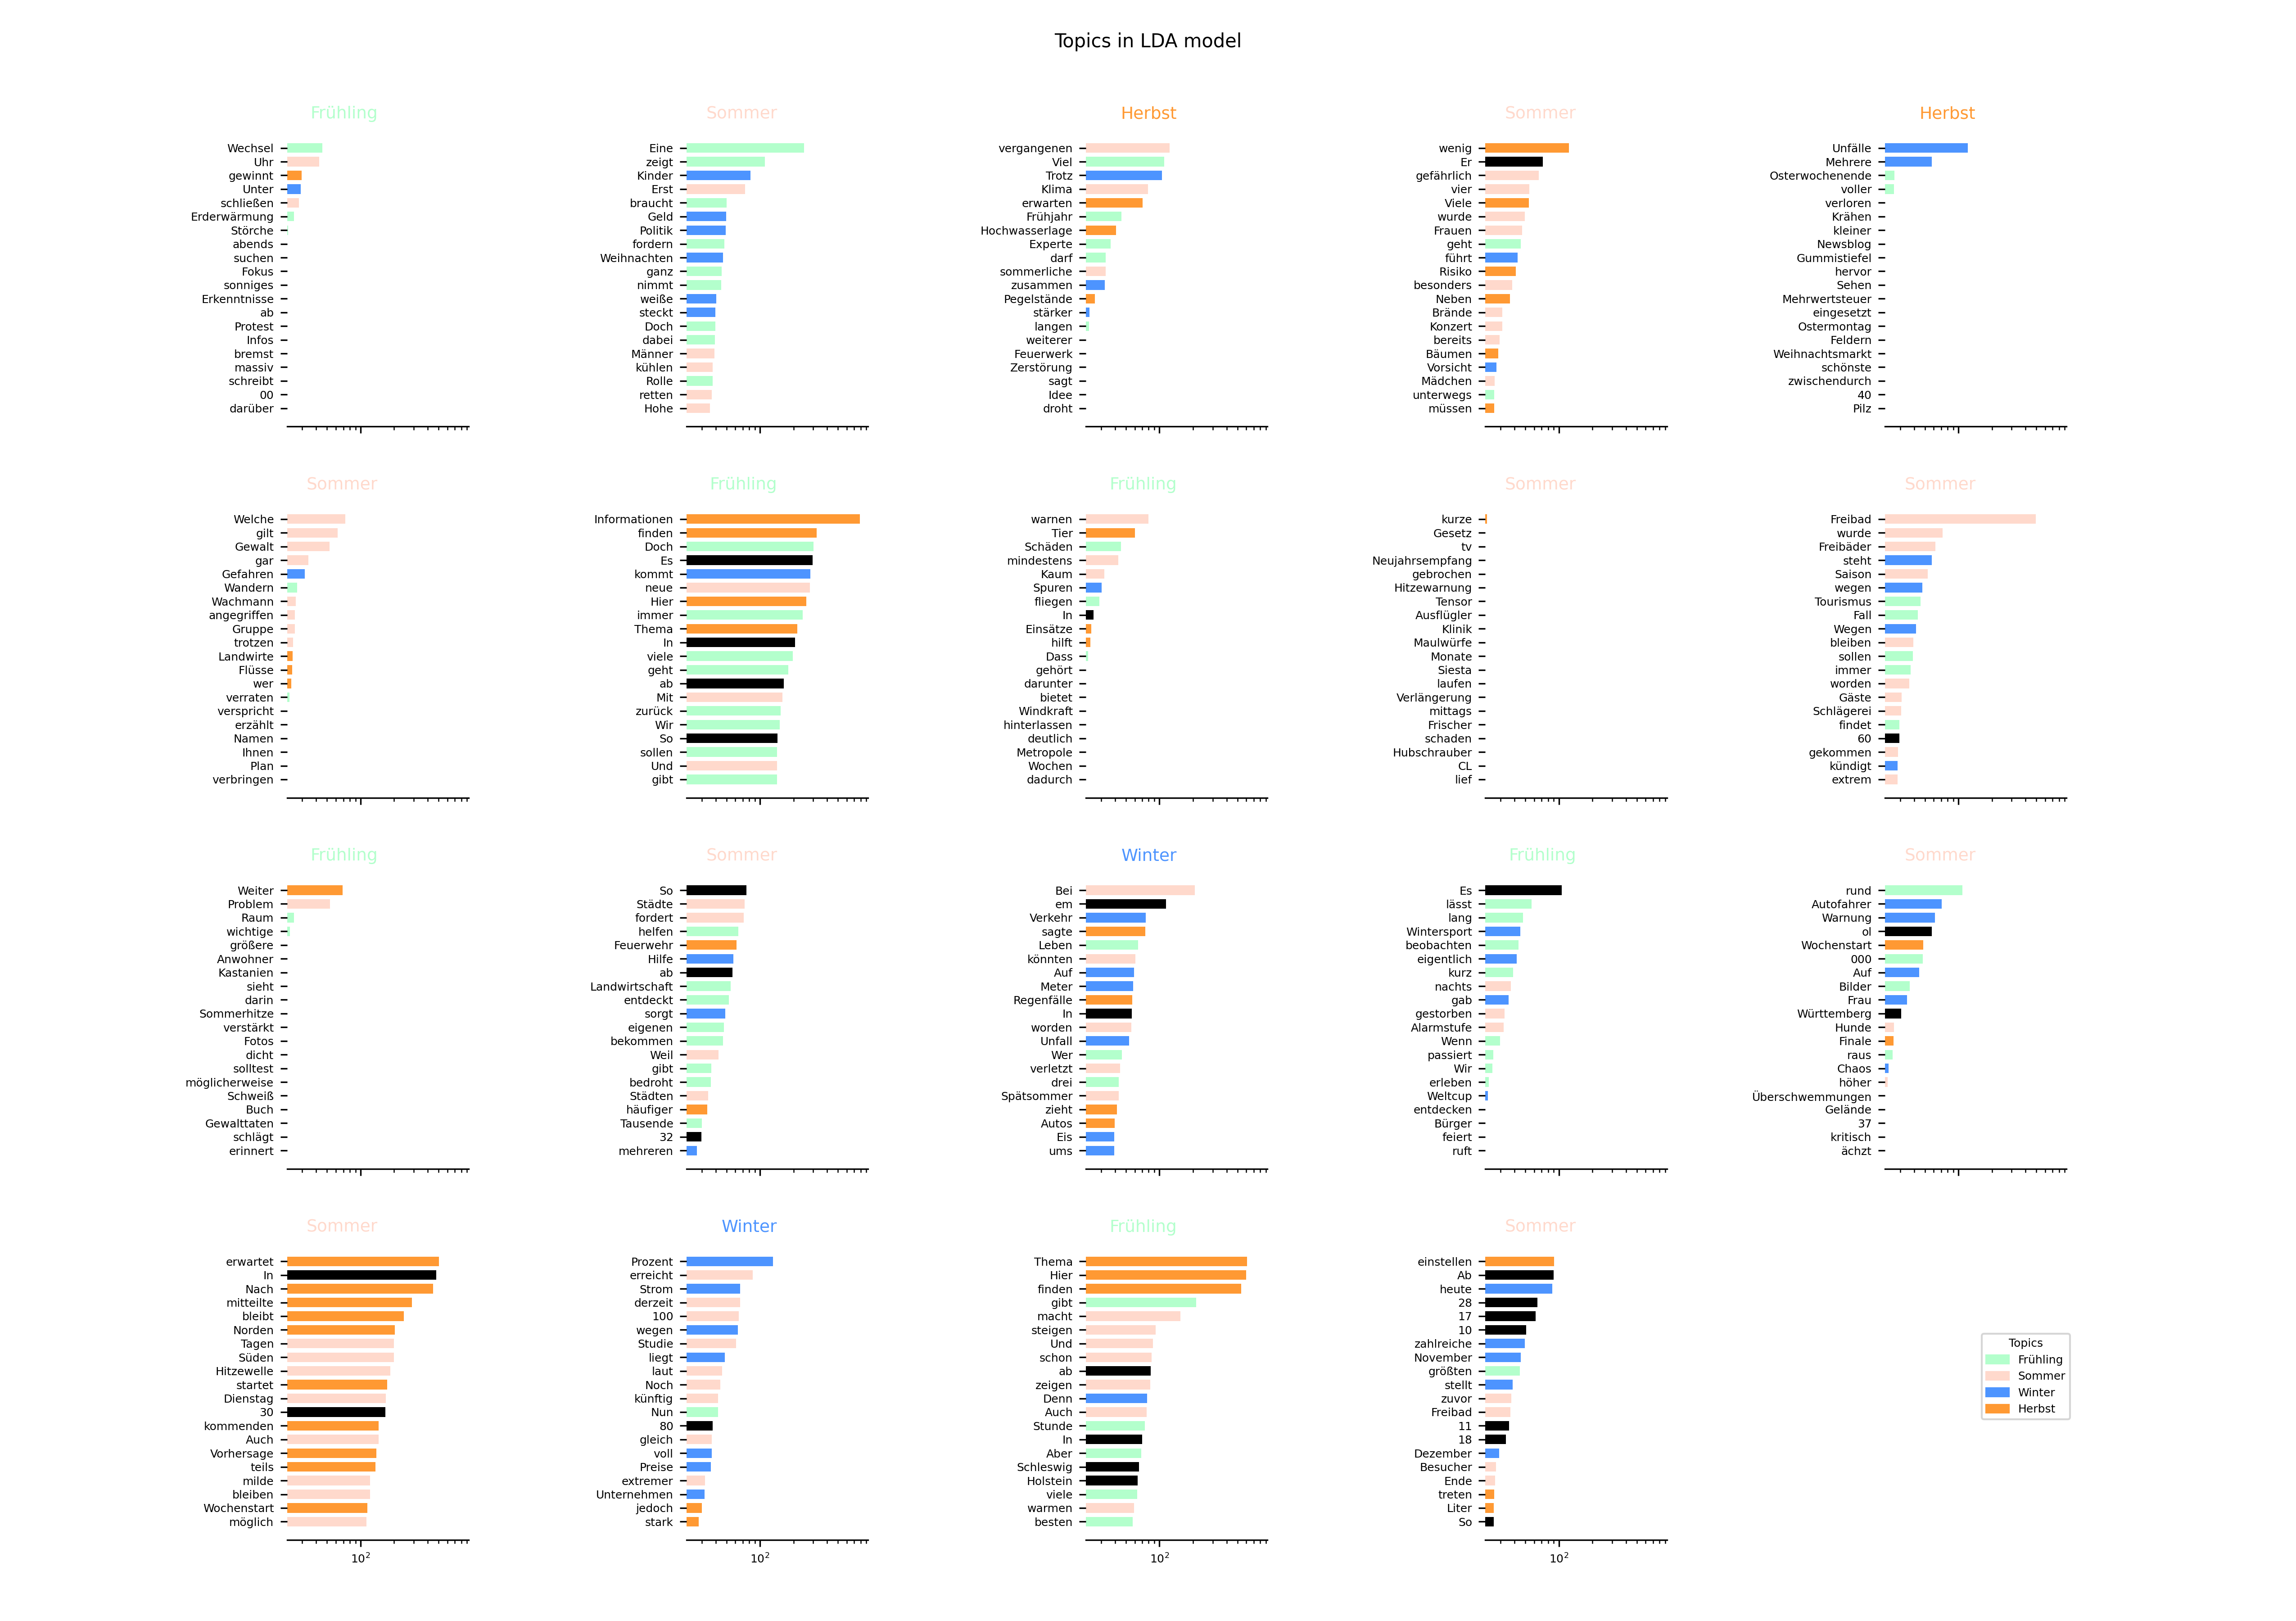 Topics in LDA model
Frühling
Wechsel
Uhr
gewinnt
Unter
schließen
Erderwärmung
Störche
abends
suchen
Fokus
sonniges
Erkenntnisse
ab
Protest
Infos
bremst
massiv
schreibt
00
darüber
Sommer
Eine
zeigt
Kinder
Erst
braucht
Geld
Politik
fordern
Weihnachten
ganz
nimmt
weiße
steckt
Doch
dabei
Männer
kühlen
Rolle
retten
Hohe
Herbst
vergangenen
Viel
Trotz
Klima
erwarten
Frühjahr
Hochwasserlage
Experte
darf
sommerliche
zusammen
Pegelstände
stärker
langen
weiterer
Feuerwerk
Zerstörung
sagt
Idee
droht
Sommer
wenig
Er
gefährlich
vier
Viele
wurde
Frauen
geht
führt
Risiko
besonders
Neben
Brände
Konzert
bereits
Bäumen
Vorsicht
Mädchen
unterwegs
müssen
Herbst
Unfälle
Mehrere
Osterwochenende
voller
verloren
Krähen
kleiner
Newsblog
Gummistiefel
hervor
Sehen
Mehrwertsteuer
eingesetzt
Ostermontag
Feldern
Weihnachtsmarkt
schönste
zwischendurch
40
Pilz
Sommer
Welche
gilt
Gewalt
gar
Gefahren
Wandern
Wachmann
angegriffen
Gruppe
trotzen
Landwirte
Flüsse
wer
verraten
verspricht
erzählt
Namen
Ihnen
Plan
verbringen
Frühling
Informationen
finden
Doch
Es
kommt
neue
Hier
immer
Thema
In
viele
geht
ab
Mit
zurück
Wir
So
sollen
Und
gibt
Frühling
warnen
Tier
Schäden
mindestens
Kaum
Spuren
fliegen
In
Einsätze
hilft
Dass
gehört
darunter
bietet
Windkraft
hinterlassen
deutlich
Metropole
Wochen
dadurch
Sommer
kurze
Gesetz
tv
Neujahrsempfang
gebrochen
Hitzewarnung
Tensor
Ausflügler
Klinik
Maulwürfe
Monate
Siesta
laufen
Verlängerung
mittags
Frischer
schaden
Hubschrauber
CL
lief
Sommer
Freibad
wurde
Freibäder
steht
Saison
wegen
Tourismus
Fall
Wegen
bleiben
sollen
immer
worden
Gäste
Schlägerei
findet
60
gekommen
kündigt
extrem
Frühling
Weiter
Problem
Raum
wichtige
größere
Anwohner
Kastanien
sieht
darin
Sommerhitze
verstärkt
Fotos
dicht
solltest
möglicherweise
Schweiß
Buch
Gewalttaten
schlägt
erinnert
Sommer
So
Städte
fordert
helfen
Feuerwehr
Hilfe
ab
Landwirtschaft
entdeckt
sorgt
eigenen
bekommen
Weil
gibt
bedroht
Städten
häufiger
Tausende
32
mehreren
Winter
Bei
em
Verkehr
sagte
Leben
könnten
Auf
Meter
Regenfälle
In
worden
Unfall
Wer
verletzt
drei
Spätsommer
zieht
Autos
Eis
ums
Frühling
Es
lässt
lang
Wintersport
beobachten
eigentlich
kurz
nachts
gab
gestorben
Alarmstufe
Wenn
passiert
Wir
erleben
Weltcup
entdecken
Bürger
feiert
ruft
Sommer
rund
Autofahrer
Warnung
ol
Wochenstart
000
Auf
Bilder
Frau
Württemberg
Hunde
Finale
raus
Chaos
höher
Überschwemmungen
Gelände
37
kritisch
ächzt
Sommer
erwartet
In
Nach
mitteilte
bleibt
Norden
Tagen
Süden
Hitzewelle
startet
Dienstag
30
kommenden
Auch
Vorhersage
teils
milde
bleiben
Wochenstart
möglich
10²
Winter
Prozent
erreicht
Strom
derzeit
100
wegen
Studie
liegt
laut
Noch
künftig
Nun
80
gleich
voll
Preise
extremer
Unternehmen
jedoch
stark
10²
Frühling
Thema
Hier
finden
gibt
macht
steigen
Und
schon
ab
zeigen
Denn
Auch
Stunde
In
Aber
Schleswig
Holstein
viele
warmen
besten
10²
Sommer
einstellen
Ab
heute
28
17
10
zahlreiche
November
größten
stellt
zuvor
Freibad
11
18
Dezember
Besucher
Ende
treten
Liter
So
10²
Topics
Frühling
Sommer
Winter
Herbst